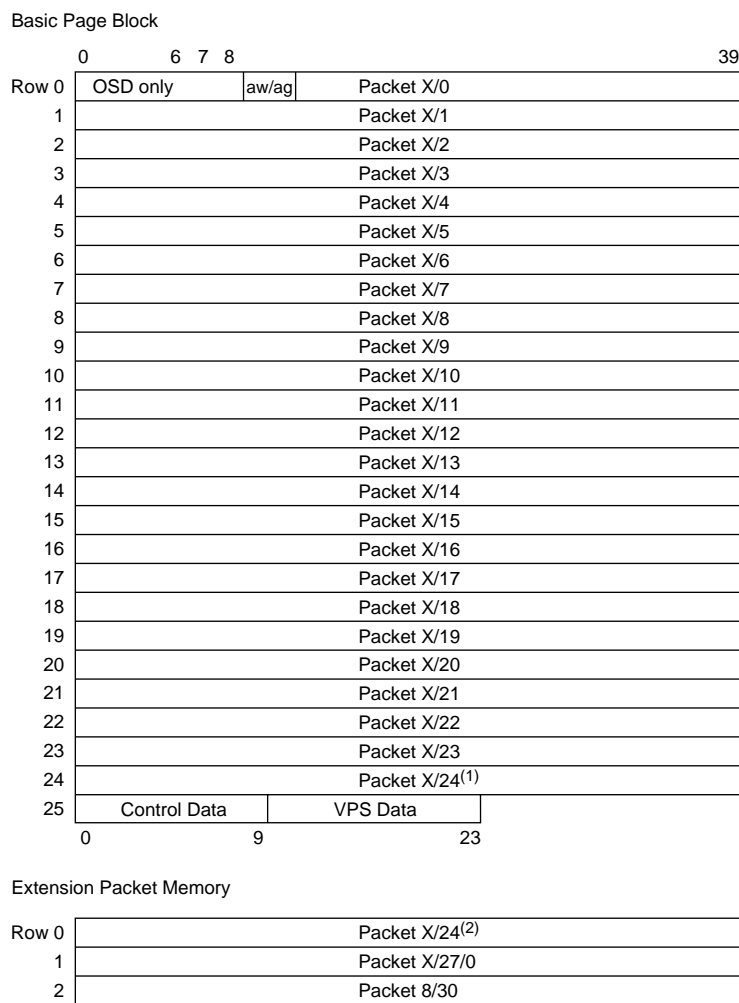 Basic Page Block
0 6 7 8 39
Row 0 OSD only aw/ag Packet X/0
1 Packet X/1
2 Packet X/2
3 Packet X/3
4 Packet X/4
5 Packet X/5
6 Packet X/6
7 Packet X/7
8 Packet X/8
9 Packet X/9
10 Packet X/10
11 Packet X/11
12 Packet X/12
13 Packet X/13
14 Packet X/14
15 Packet X/15
16 Packet X/16
17 Packet X/17
18 Packet X/18
19 Packet X/19
20 Packet X/20
21 Packet X/21
22 Packet X/22
23 Packet X/23
24 Packet X/24(1)
25 Control Data VPS Data
0 9 23
Extension Packet Memory
Row 0 Packet X/24(2)
1 Packet X/27/0
2 Packet 8/30